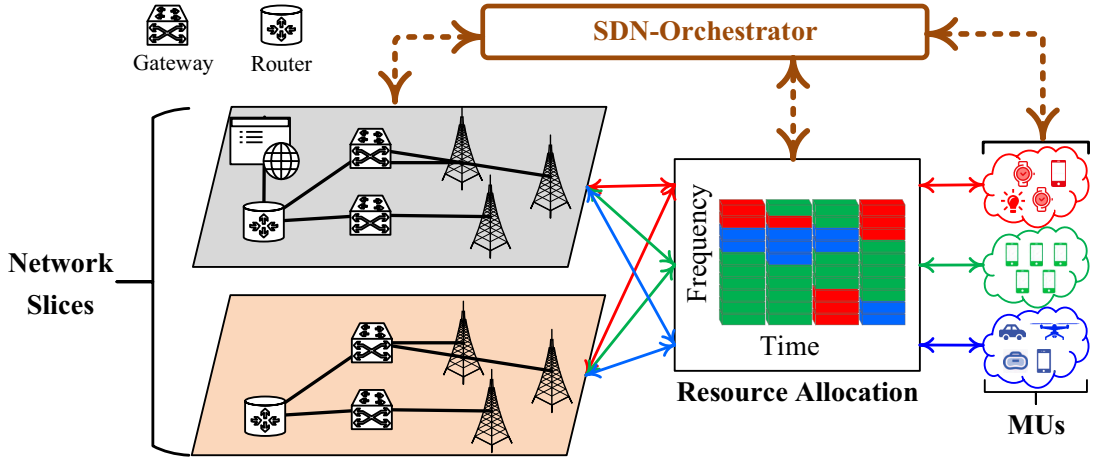 SDN-Orchestrator
Gateway
Router
Network
Slices
Frequency
Time
Resource Allocation
MUs